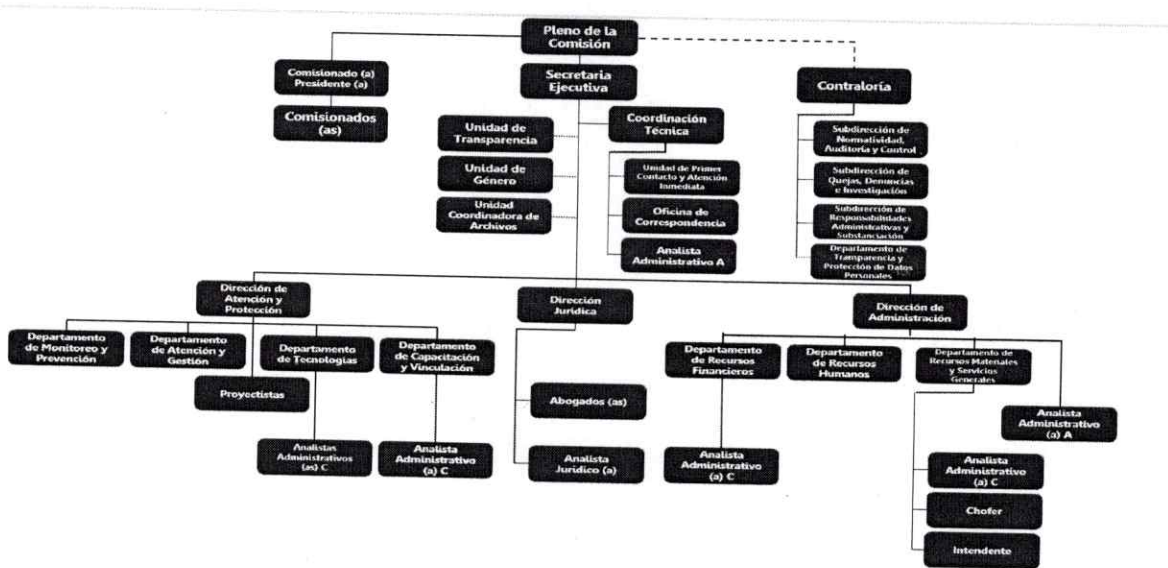 Pleno de la
Comisión
Comisionado (a)
Presidente (a)
Comisionados
(as)
Secretaria
Ejecutiva
Contraloría
Unidad de
Transparencia
Unidad de
Género
Unidad
Coordinadora de
Archivos
Coordinación
Técnica
Unidad de Primer
Contacto y Atención
Inmediata
Oficina de
Correspondencia
Analista
Administrativo A
Subdirección de
Normatividad,
Auditoría y Control
Subdirección de
Quejas, Denuncias
e Investigación
Subdirección de
Responsabilidades
Administrativas y
Substanciación
Departamento de
Transparencia y
Protección de Datos
Personales
Dirección de
Atención y
Protección
Dirección
Jurídica
Dirección de
Administración
Departamento
de Monitoreo y
Prevención
Departamento
de Atención y
Gestión
Departamento
de Tecnologías
Departamento
de Capacitación
y Vinculación
Proyectistas
Analistas
Administrativos
(as) C
Analista
Administrativo
(a) C
Abogados (as)
Analista
Jurídico (a)
Departamento
de Recursos
Financieros
Departamento
de Recursos
Humanos
Departamento de
Recursos Materiales
y Servicios
Generales
Analista
Administrativo
(a) A
Analista
Administrativo
(a) C
Analista
Administrativo
(a) C
Chofer
Intendente